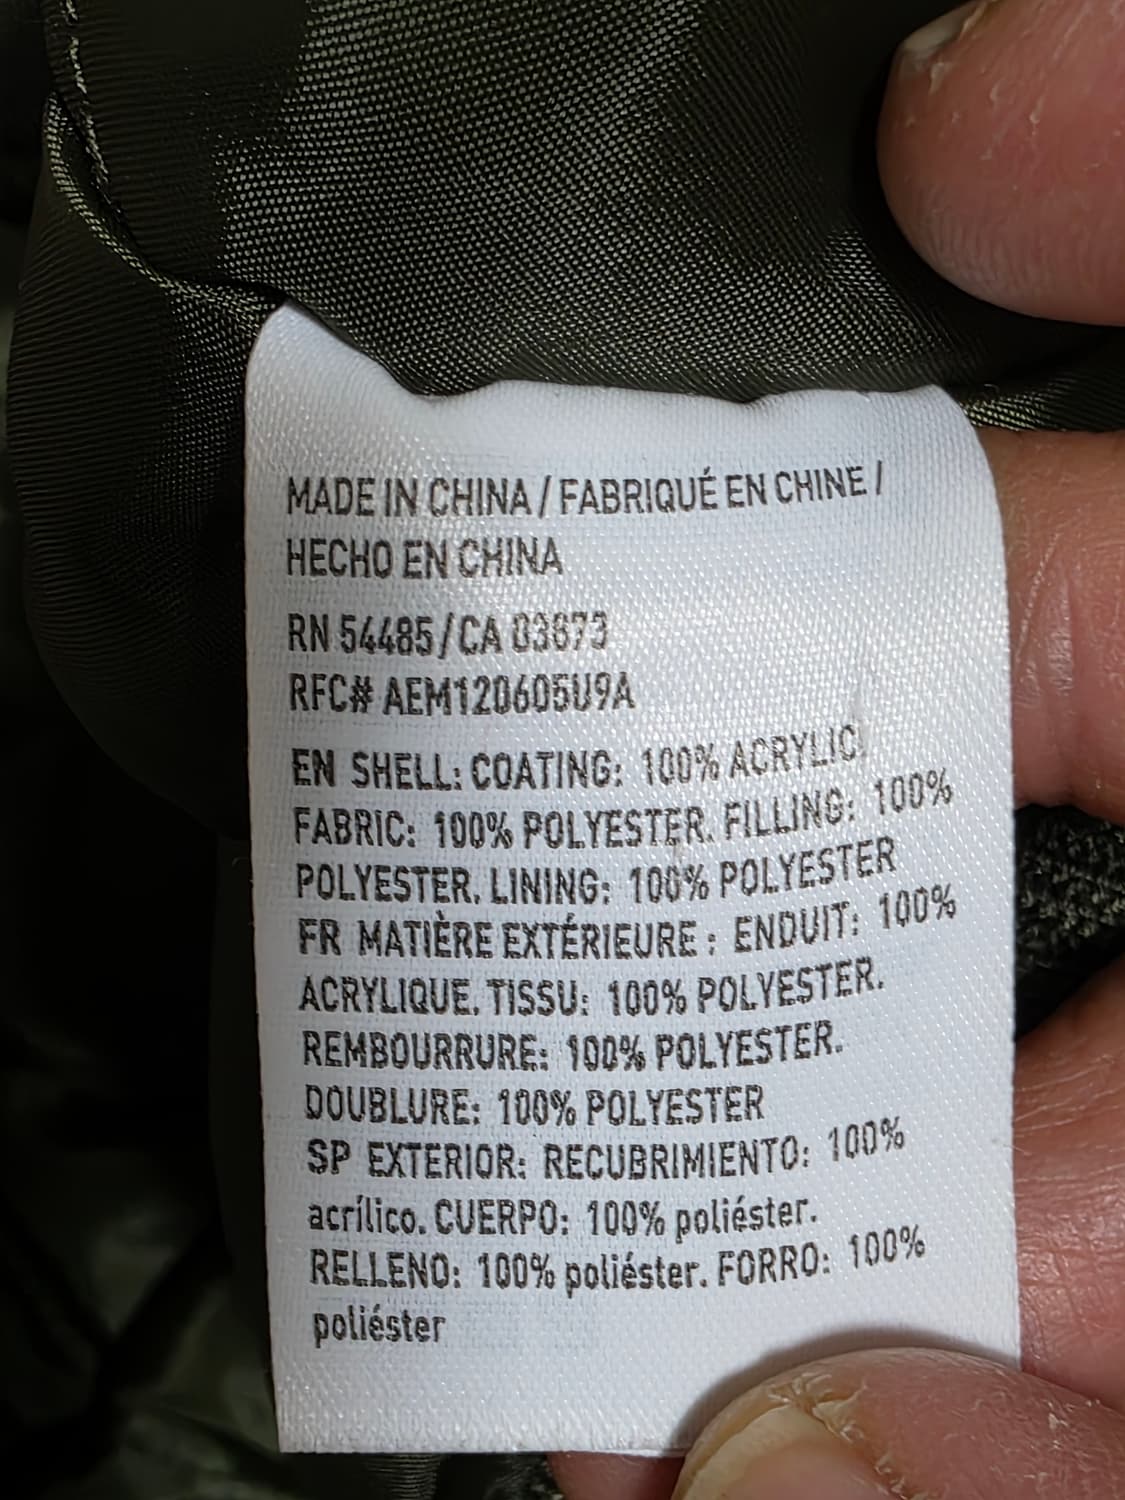 MADE IN CHINA / FABRIQUÉ EN CHINE /
HECHO EN CHINA
RN 54485 / CA 03673
RFC# AEM120605U9A
EN SHELL: COATING: 100% ACRYLIC.
FABRIC: 100% POLYESTER. FILLING: 100%
POLYESTER. LINING: 100% POLYESTER
FR MATIÈRE EXTÉRIEURE : ENDUIT: 100%
ACRYLIQUE. TISSU: 100% POLYESTER.
REMBOURRURE: 100% POLYESTER.
DOUBLURE: 100% POLYESTER
SP EXTERIOR: RECUBRIMIENTO: 100%
acrílico. CUERPO: 100% poliéster.
RELLENO: 100% poliéster. FORRO: 100%
poliéster